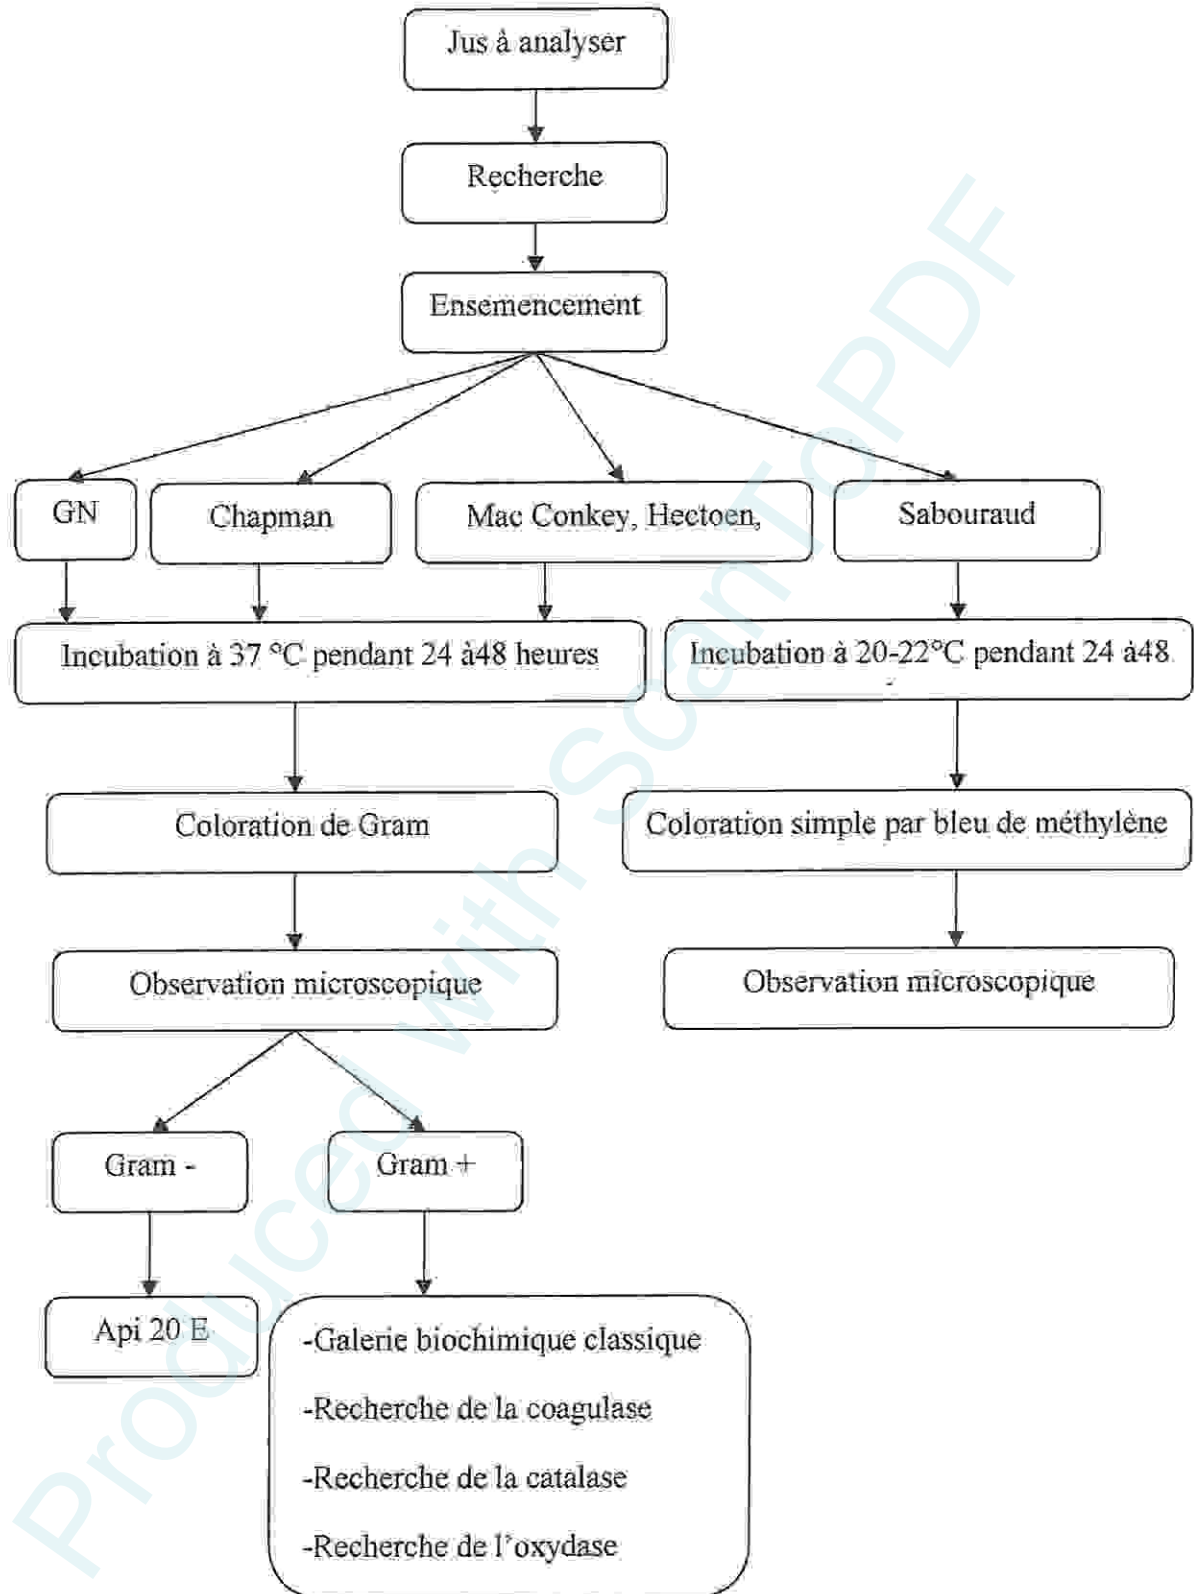 Jus à analyser
Recherche
Ensemencement
GN
Chapman
Mac Conkey, Hectoen,
Sabouraud
Incubation à 37 °C pendant 24 à48 heures
Incubation à 20-22°C pendant 24 à48
Coloration de Gram
Coloration simple par bleu de méthylène
Observation microscopique
Observation microscopique
Gram -
Gram +
Api 20 E
-Galerie biochimique classique
-Recherche de la coagulase
-Recherche de la catalase
-Recherche de l'oxydase
Produced with ScanToPDF